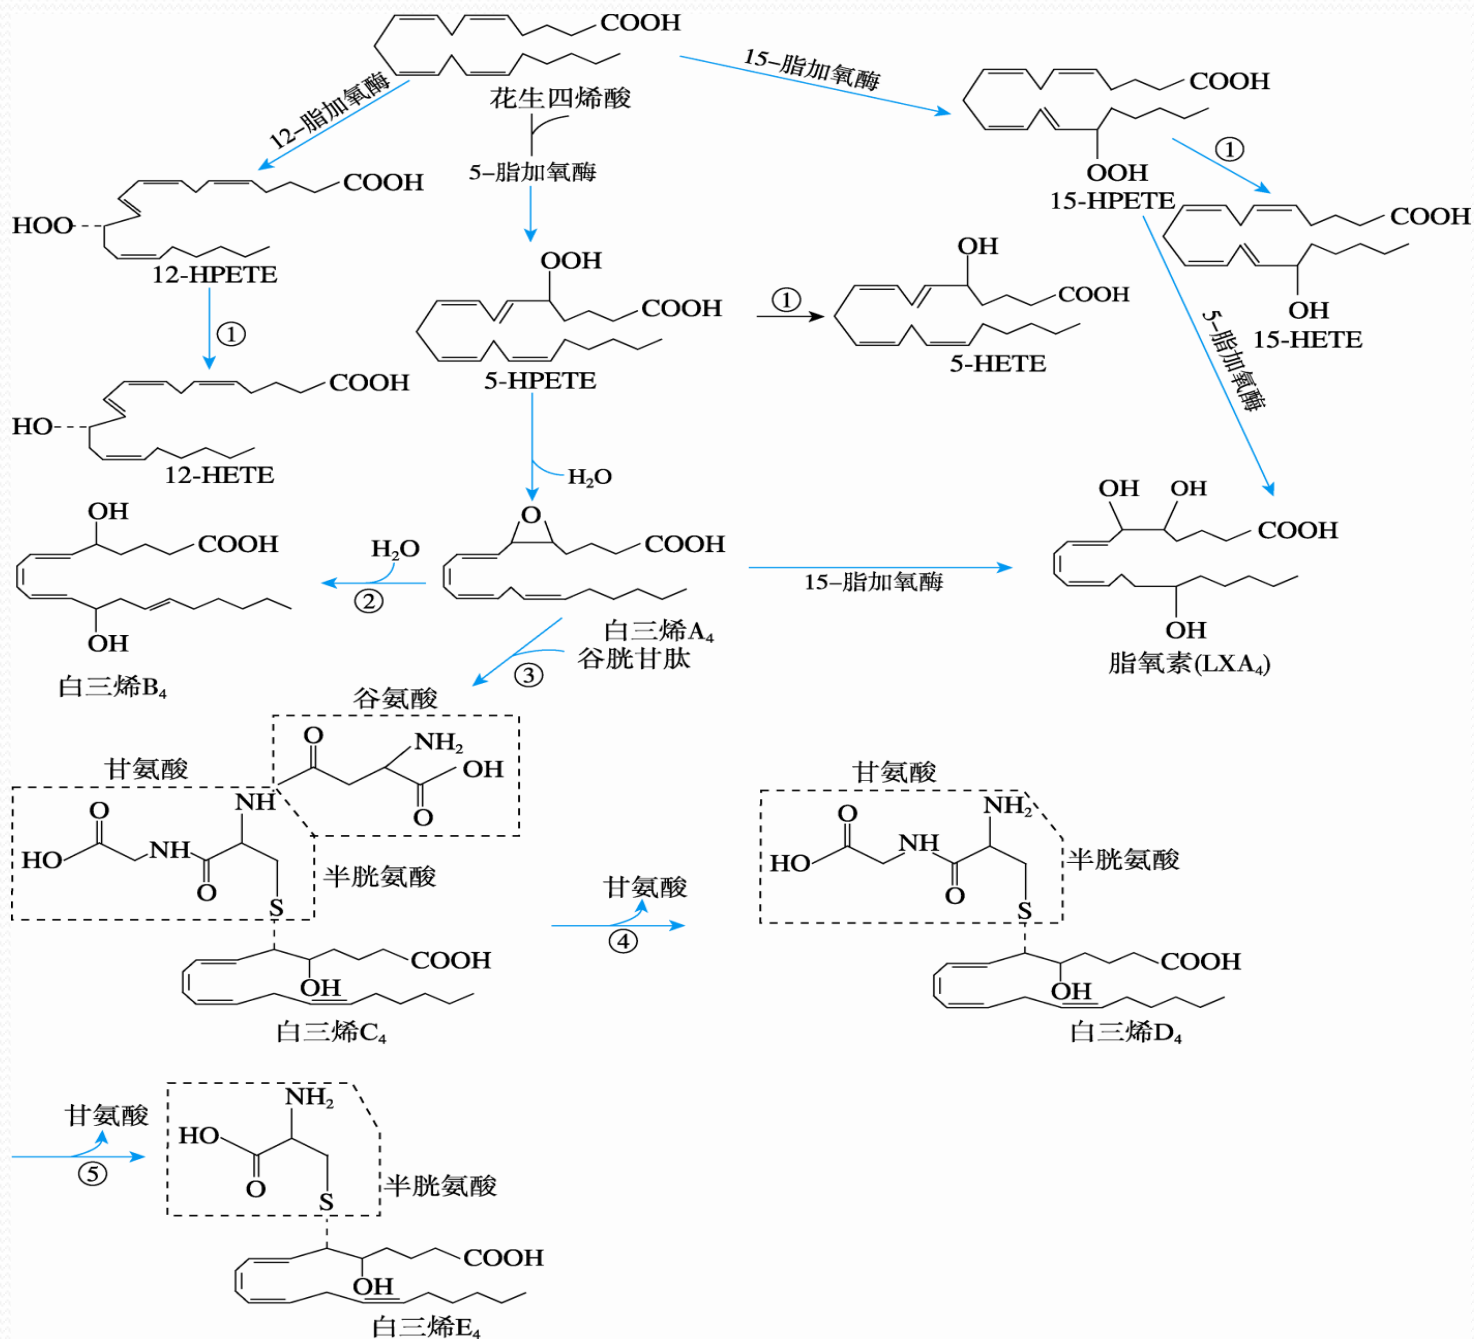 COOH
花生四烯酸
12-脂加氧酶
15-脂加氧酶
5-脂加氧酶
COOH
HOO
12-HPETE
COOH
OOH
15-HPETE
①
COOH
OH
15-HETE
①
COOH
HO
12-HETE
OOH
COOH
5-HPETE
①
OH
COOH
5-HETE
5-脂加氧酶
H₂O
OH
COOH
OH
白三烯B₄
H₂O
②
O
COOH
白三烯A₄
15-脂加氧酶
OH
OH
COOH
OH
脂氧素(LXA₄)
③
谷胱甘肽
谷氨酸
O
NH₂
OH
O
甘氨酸
O
HO
NH
O
NH
S
半胱氨酸
COOH
OH
白三烯C₄
甘氨酸
④
甘氨酸
O
HO
NH
O
NH₂
S
半胱氨酸
COOH
OH
白三烯D₄
甘氨酸
⑤
NH₂
HO
O
S
半胱氨酸
COOH
OH
白三烯E₄